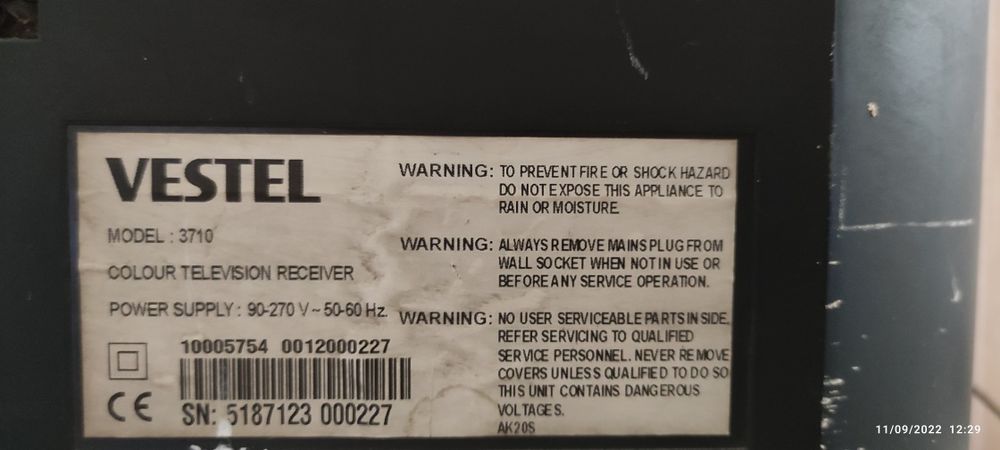 VESTEL
MODEL : 3710
COLOUR TELEVISION RECEIVER
POWER SUPPLY : 90-270 V ~ 50-60 Hz.
10005754 0012000227
SN: 5187123 000227
CE
WARNING: TO PREVENT FIRE OR SHOCK HAZARD
DO NOT EXPOSE THIS APPLIANCE TO
RAIN OR MOISTURE.
WARNING: ALWAYS REMOVE MAINS PLUG FROM
WALL SOCKET WHEN NOT IN USE OR
BEFORE ANY SERVICE OPERATION.
WARNING: NO USER SERVICEABLE PARTS IN SIDE.
REFER SERVICING TO QUALIFIED
SERVICE PERSONNEL. NEVER REMOVE
COVERS UNLESS QUALIFIED TO DO SO
THIS UNIT CONTAINS DANGEROUS
VOLTAGES.
AK20S
11/09/2022 12:29